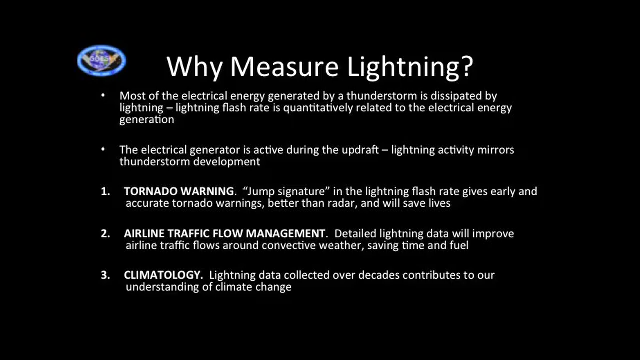 Why Measure Lightning?
• Most of the electrical energy generated by a thunderstorm is dissipated by
lightning – lightning flash rate is quantitatively related to the electrical energy
generation
• The electrical generator is active during the updraft – lightning activity mirrors
thunderstorm development
1. TORNADO WARNING. “Jump signature” in the lightning flash rate gives early and
accurate tornado warnings, better than radar, and will save lives
2. AIRLINE TRAFFIC FLOW MANAGEMENT. Detailed lightning data will improve
airline traffic flows around convective weather, saving time and fuel
3. CLIMATOLOGY. Lightning data collected over decades contributes to our
understanding of climate change